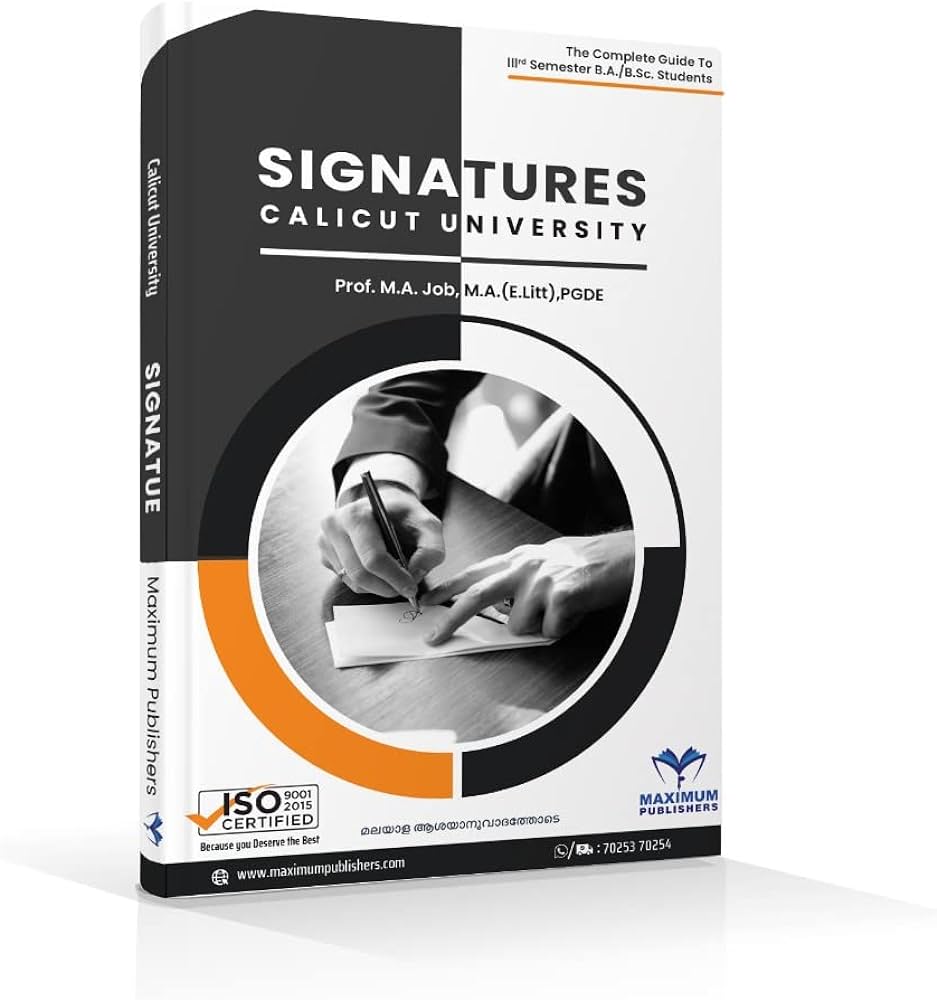 The Complete Guide To
IIIrd Semester B.A./B.Sc. Students
SIGNATURES
CALICUT UNIVERSITY
Prof. M.A. Job, M.A.(E.Litt),PGDE
ISO 9001 2015
CERTIFIED
Because you Deserve the Best
മലയാള ആശയാനുവാദത്തോടെ
MAXIMUM
PUBLISHERS
www.maximumpublishers.com
/ : 70253 70254
Calicut University
SIGNATUE
Maximum Publishers